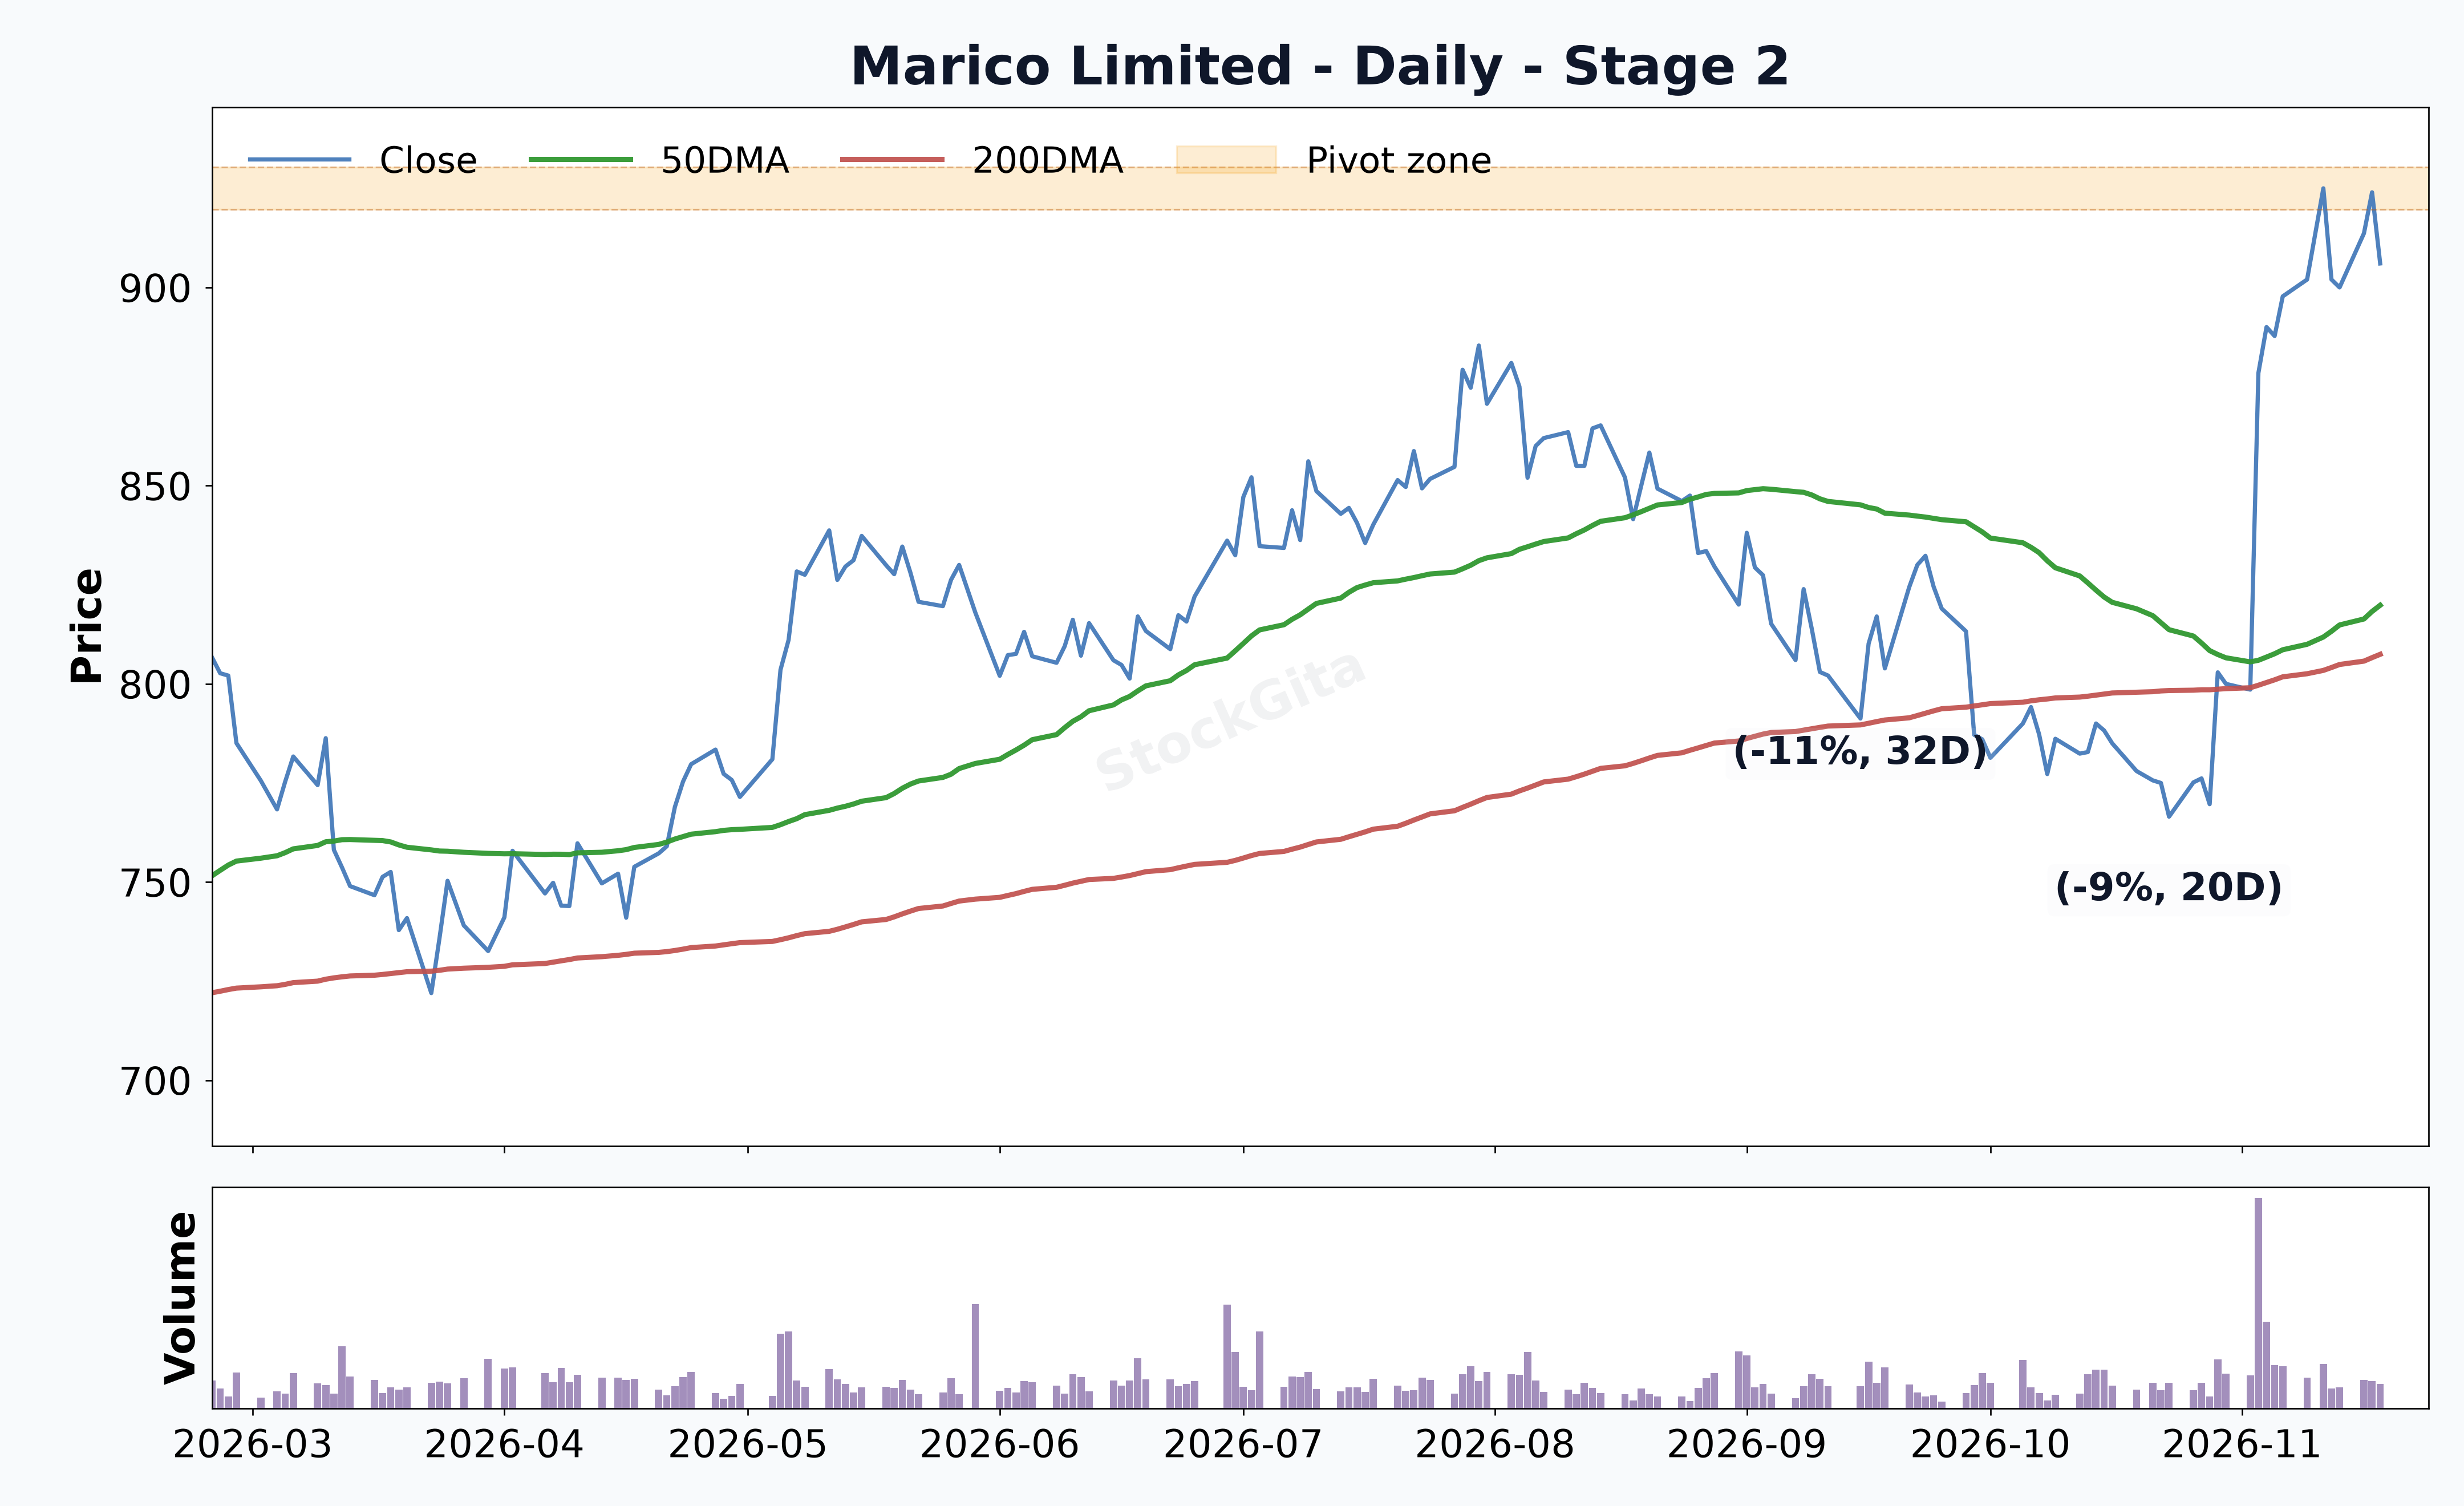 Marico Limited - Daily - Stage 2
Close 50DMA 200DMA Pivot zone
900
850
800
750
700
Price
StockGita
(-11%, 32D)
(-9%, 20D)
Volume
2026-03 2026-04 2026-05 2026-06 2026-07 2026-08 2026-09 2026-10 2026-11